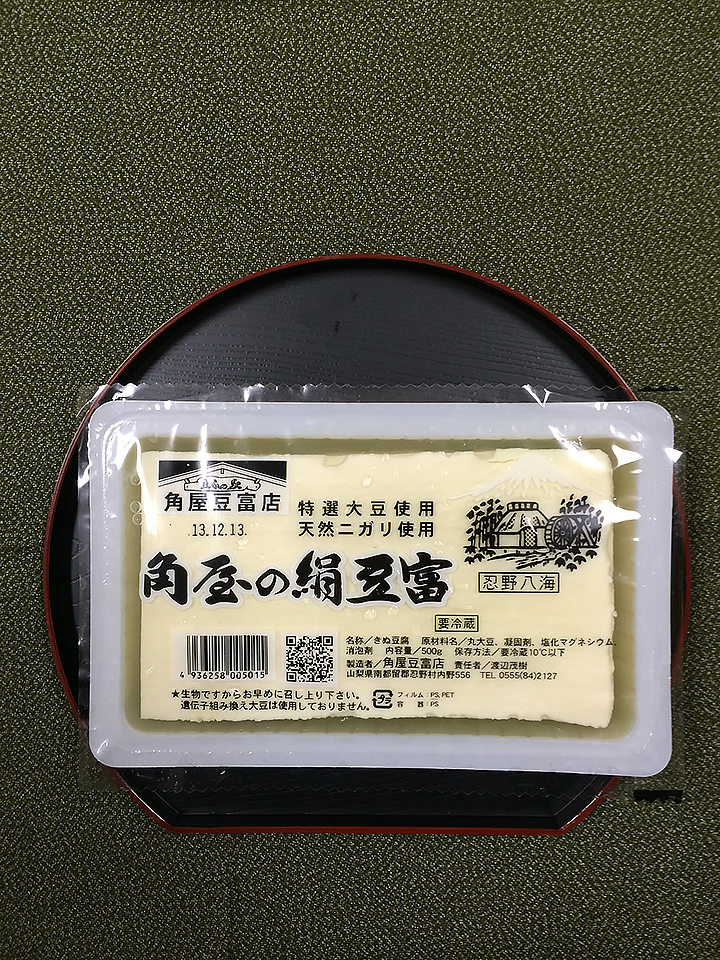 角屋豆富店
13.12.13.
特選大豆使用
天然ニガリ使用
角屋の絹豆富
忍野八海
要冷蔵
名称/きぬ豆腐 原材料名/丸大豆、凝固剤、塩化マグネシウム、
消泡剤 内容量/500g 保存方法/要冷蔵10℃以下
製造者/角屋豆富店 責任者/渡辺茂樹
山梨県南都留郡忍野村内野556 TEL 0555(84)2127
4 936258 005015
★生物ですからお早めに召し上り下さい。
遺伝子組み換え大豆は使用しておりません。
プラ
フィルム:PS, PET
容 器:PS